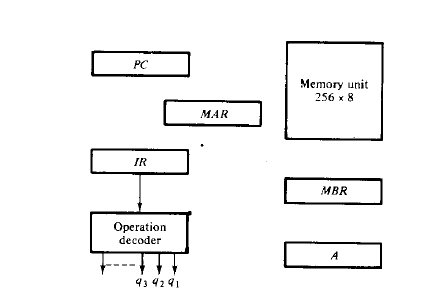 PC
Memory unit
256 × 8
MAR
IR
MBR
Operation
decoder
A
q3 q2 q1